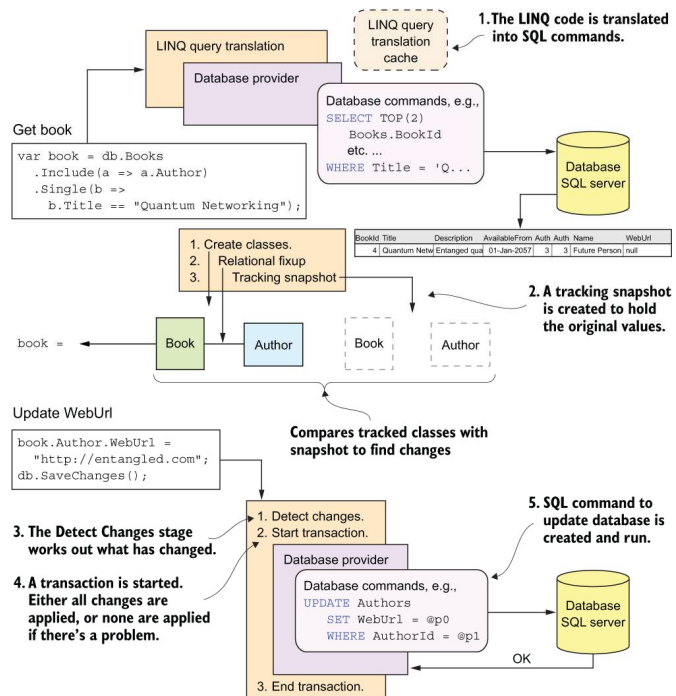 LINQ query translation
LINQ query
translation
cache
1. The LINQ code is translated
into SQL commands.
Database provider
Database commands, e.g.,
SELECT TOP(2)
Books.BookId
etc. ...
WHERE Title = 'Q...
Get book
var book = db.Books
.Include(a => a.Author)
.Single(b =>
b.Title == "Quantum Networking");
Database
SQL server
BookId Title Description AvailableFrom Auth Auth Name WebUrl
4 Quantum Netw Entanged qua 01-Jan-2057 3 3 Future Person null
1. Create classes.
2. Relational fixup
3. Tracking snapshot
2. A tracking snapshot
is created to hold
the original values.
book =
Book
Author
Book
Author
Compares tracked classes with
snapshot to find changes
Update WebUrl
book.Author.WebUrl =
"http://entangled.com";
db.SaveChanges();
3. The Detect Changes stage
works out what has changed.
4. A transaction is started.
Either all changes are
applied, or none are applied
if there's a problem.
1. Detect changes.
2. Start transaction.
Database provider
Database commands, e.g.,
UPDATE Authors
SET WebUrl = @p0
WHERE AuthorId = @p1
3. End transaction.
5. SQL command to
update database is
created and run.
Database
SQL server
OK